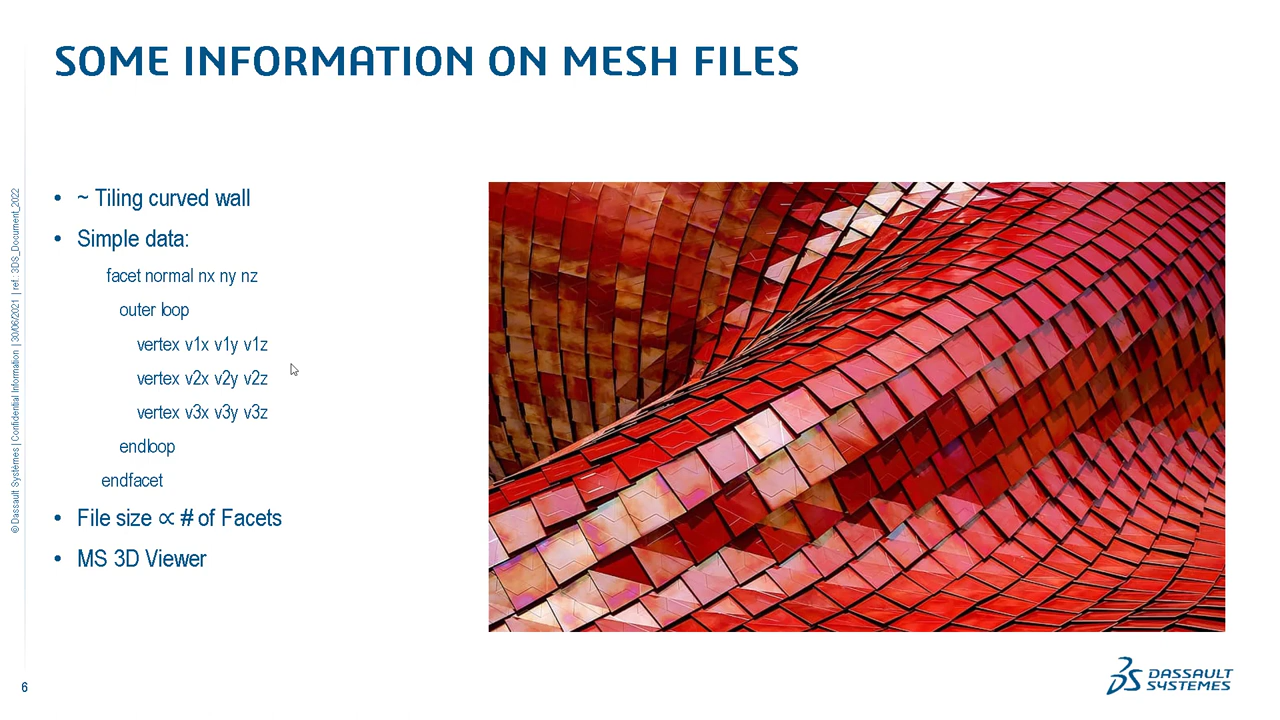 SOME INFORMATION ON MESH FILES
• ~ Tiling curved wall
• Simple data:
facet normal nx ny nz
outer loop
vertex v1x v1y v1z
vertex v2x v2y v2z
vertex v3x v3y v3z
endloop
endfacet
• File size ∝ # of Facets
• MS 3D Viewer
© Dassault Systèmes | Confidential Information | 30/06/2021 | ref.: 3DS_Document_2022
6
DASSAULT
SYSTEMES